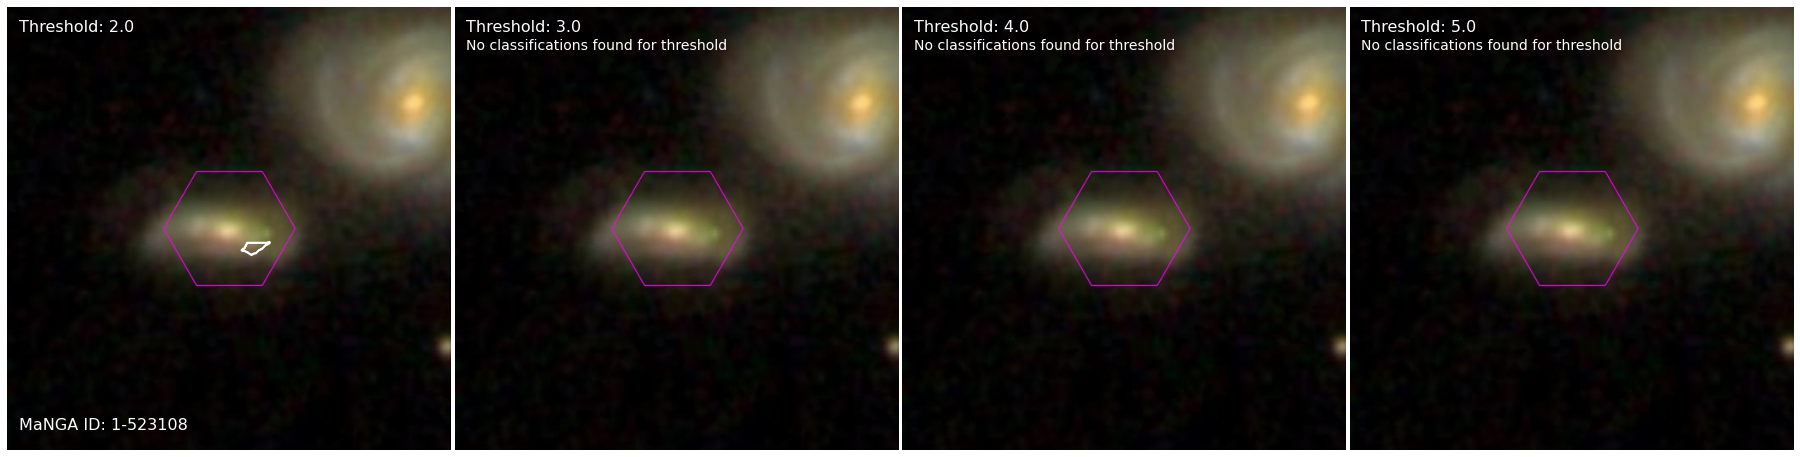 Threshold: 2.0
MaNGA ID: 1-523108
Threshold: 3.0
No classifications found for threshold
Threshold: 4.0
No classifications found for threshold
Threshold: 5.0
No classifications found for threshold